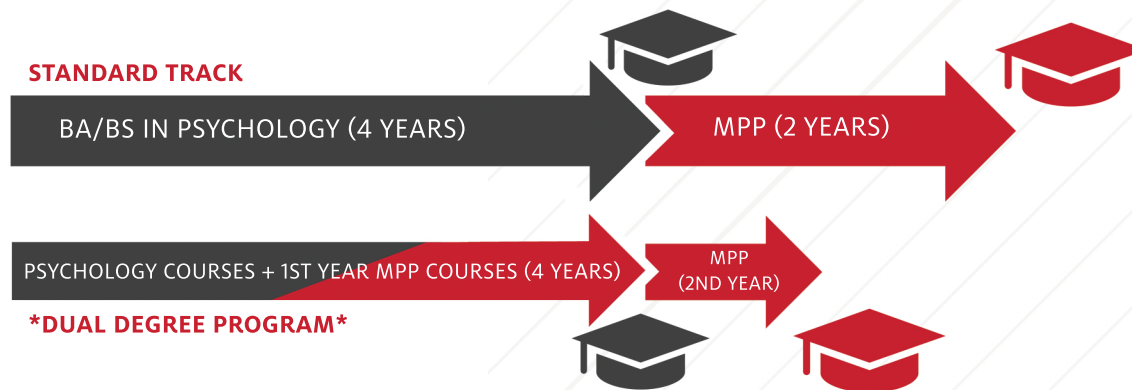 STANDARD TRACK
BA/BS IN PSYCHOLOGY (4 YEARS)
MPP (2 YEARS)
PSYCHOLOGY COURSES + 1ST YEAR MPP COURSES (4 YEARS)
MPP
(2ND YEAR)
*DUAL DEGREE PROGRAM*